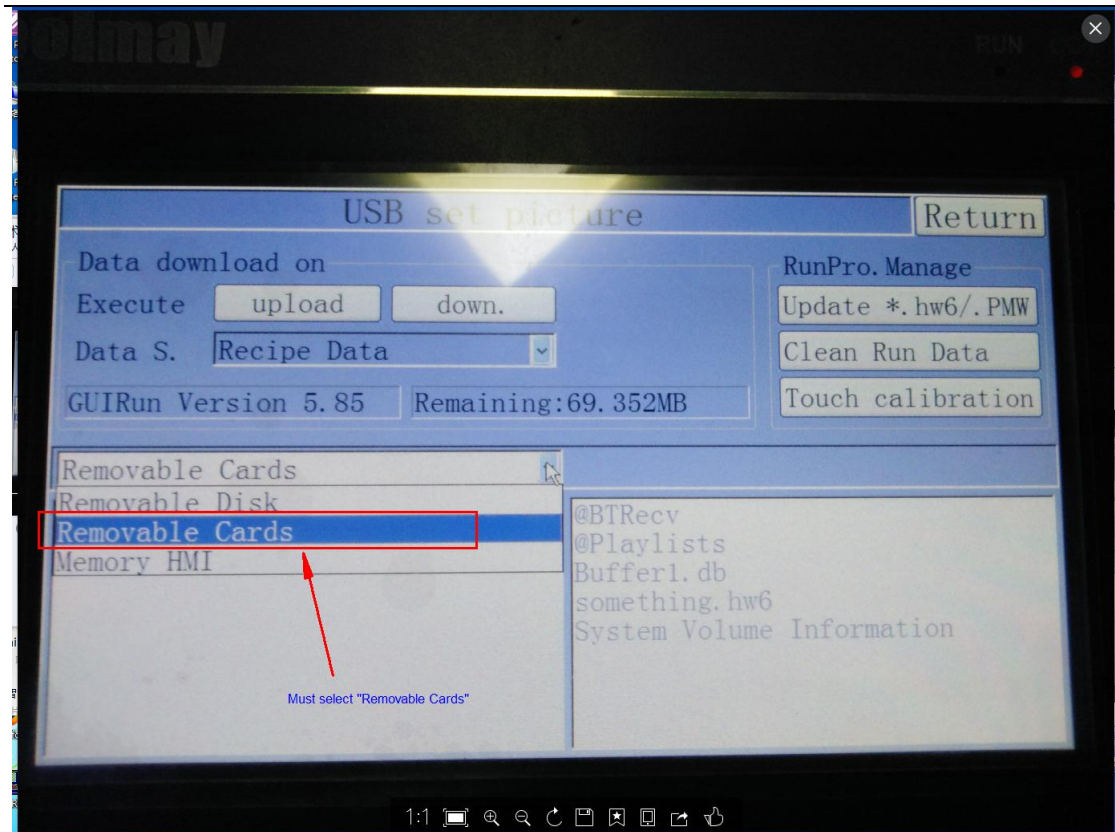 RUN
USB set picture
Return
Data download on
Execute
upload
down.
Data S.
Recipe Data
GUIRun Version 5.85
Remaining:69.352MB
RunPro.Manage
Update *.hw6/.PMW
Clean Run Data
Touch calibration
Removable Cards
Removable Disk
Removable Cards
Memory HMI
@BTRecv
@Playlists
Buffer1.db
something.hw6
System Volume Information
Must select "Removable Cards"
1:1